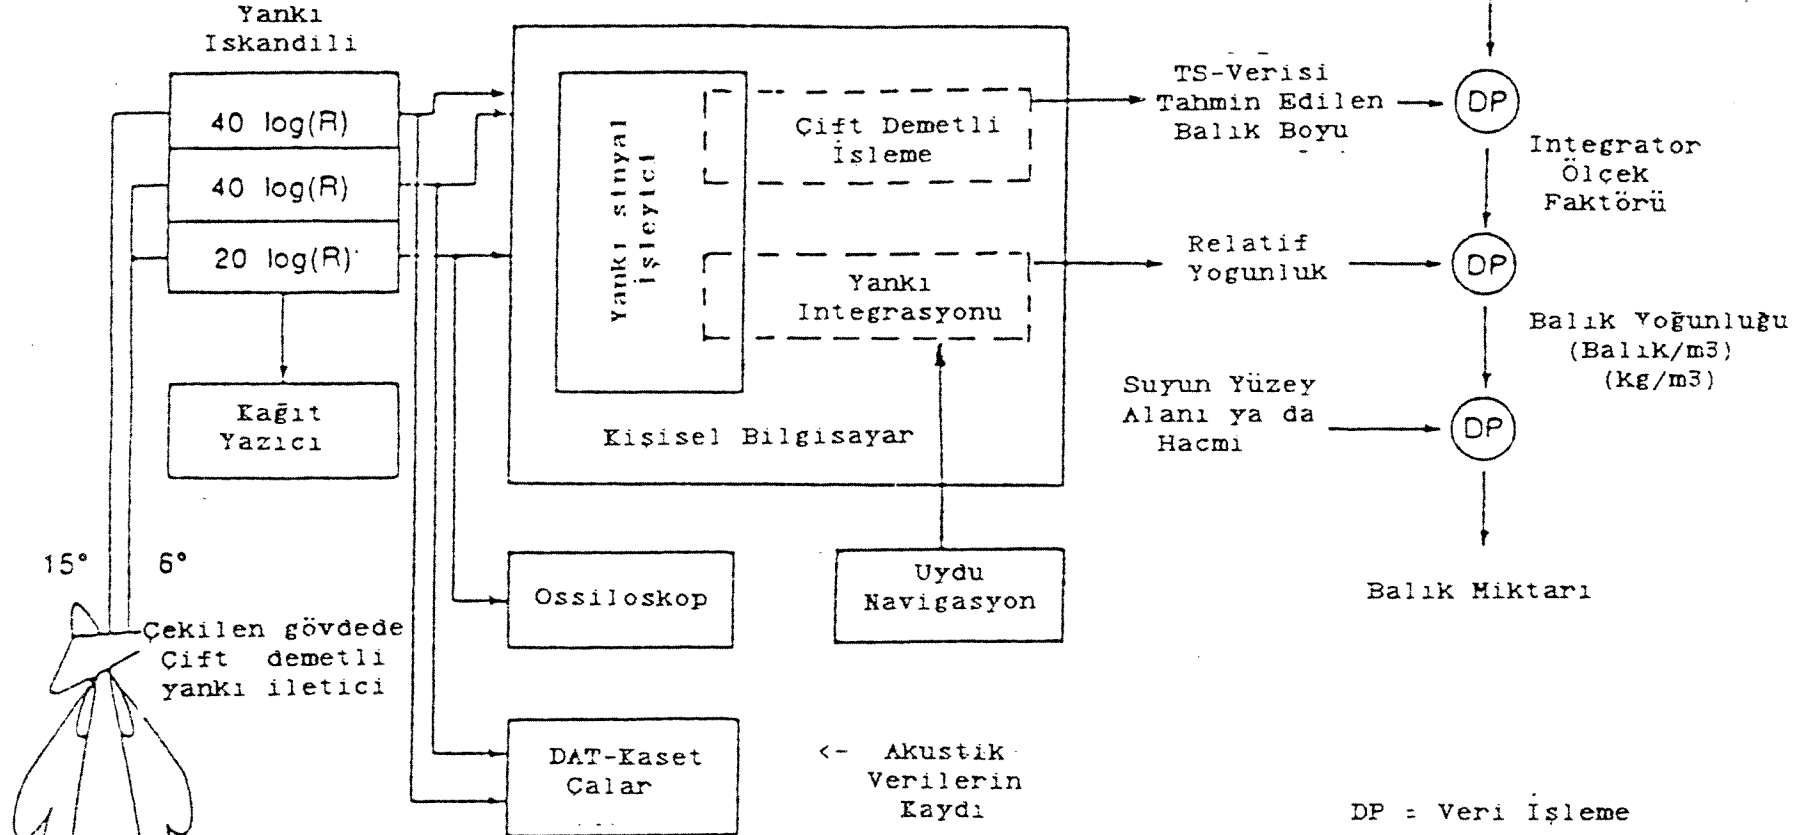 Yankı
Iskandili
40 log(R)
40 log(R)
20 log(R)
Kağıt
Yazıcı
15°
6°
Çekilen gövdede
Çift demetli
yankı iletici
Yankı sinyal
İşleyici
Çift Demetli
İsleme
Yankı
Integrasyonu
Kişisel Bilgisayar
Ossiloskop
Uydu
Navigasyon
DAT-Kaset
Çalar
<- Akustik
Verilerin
Kaydı
TS-Verisi
Tahmin Edilen
Balık Boyu
DP
Integrator
Ölçek
Faktörü
Relatif
Yogunluk
DP
Balık Yoğunluğu
(Balık/m3)
(kg/m3)
Suyun Yüzey
Alanı ya da
Hacmi
DP
Balık Miktarı
DP = Veri İşleme